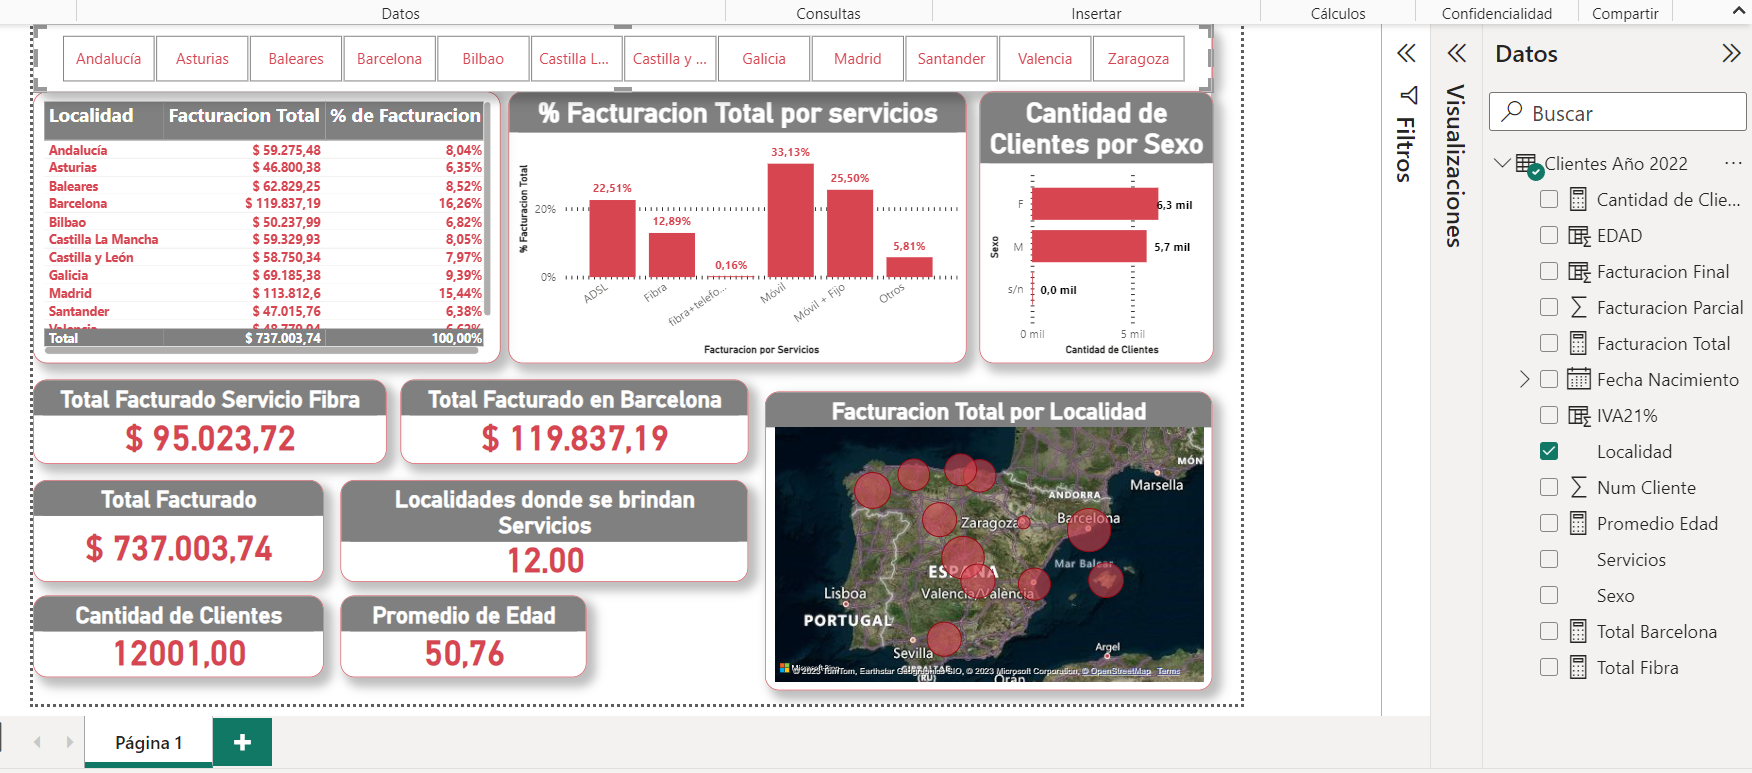 Datos
Consultas
Insertar
Cálculos
Confidencialidad
Compartir
Andalucía
Asturias
Baleares
Barcelona
Bilbao
Castilla L...
Castilla y ...
Galicia
Madrid
Santander
Valencia
Zaragoza
Localidad Facturacion Total % de Facturacion
Andalucía $ 59.275,48 8,04%
Asturias $ 46.800,38 6,35%
Baleares $ 62.829,25 8,52%
Barcelona $ 119.837,19 16,26%
Bilbao $ 50.237,99 6,82%
Castilla La Mancha $ 59.329,93 8,05%
Castilla y León $ 58.750,34 7,97%
Galicia $ 69.185,38 9,39%
Madrid $ 113.812,6 15,44%
Santander $ 47.015,76 6,38%
Valencia $ 48.779,94 6,62%
Total $ 737.003,74 100,00%
% Facturacion Total por servicios
% Facturacion Total
20%
0%
22,51%
12,89%
0,16%
33,13%
25,50%
5,81%
ADSL
Fibra
fibra+telefo...
Móvil
Móvil + Fijo
Otros
Facturacion por Servicios
Cantidad de
Clientes por Sexo
Sexo
F
6,3 mil
M
5,7 mil
s/n
0,0 mil
0 mil
5 mil
Cantidad de Clientes
Total Facturado Servicio Fibra
$ 95.023,72
Total Facturado en Barcelona
$ 119.837,19
Total Facturado
$ 737.003,74
Localidades donde se brindan
Servicios
12.00
Cantidad de Clientes
12001,00
Promedio de Edad
50,76
Facturacion Total por Localidad
MÓN
Marsella
ANDORRA
Zaragoza
Barcelona
ESPAÑA
Mar Balear
Lisboa
Valencia/València
PORTUGAL
Sevilla
Argel
GIBRALTAR
(RU)
Orán
Microsoft Bing
© 2023 TomTom, Earthstar Geographics SIO, © 2023 Microsoft Corporation, © OpenStreetMap Terms
Filtros
Visualizaciones
Datos
Buscar
Clientes Año 2022
Cantidad de Clie...
EDAD
Facturacion Final
Facturacion Parcial
Facturacion Total
Fecha Nacimiento
IVA21%
Localidad
Num Cliente
Promedio Edad
Servicios
Sexo
Total Barcelona
Total Fibra
Página 1